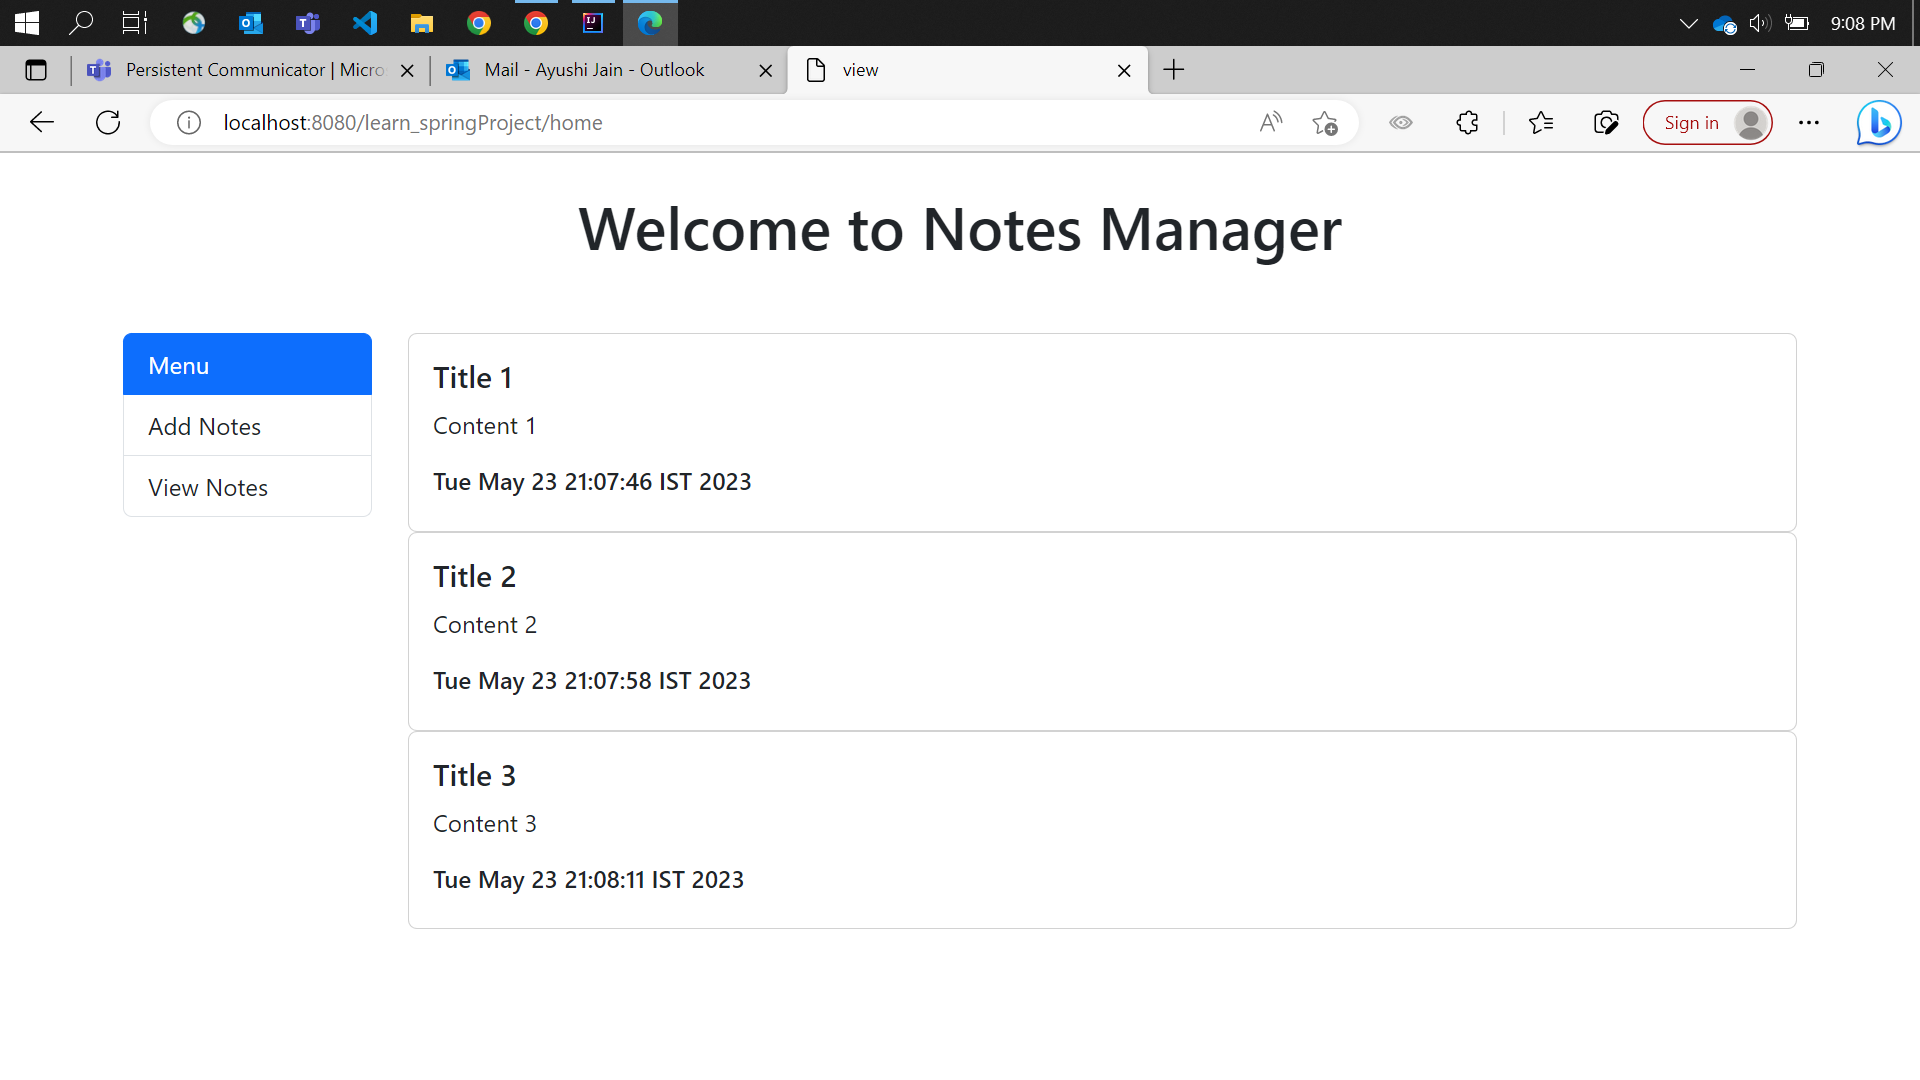 9:08 PM
Persistent Communicator | Micro
Mail - Ayushi Jain - Outlook
view
localhost:8080/learn_springProject/home
Sign in
Welcome to Notes Manager
Menu
Add Notes
View Notes
Title 1
Content 1
Tue May 23 21:07:46 IST 2023
Title 2
Content 2
Tue May 23 21:07:58 IST 2023
Title 3
Content 3
Tue May 23 21:08:11 IST 2023